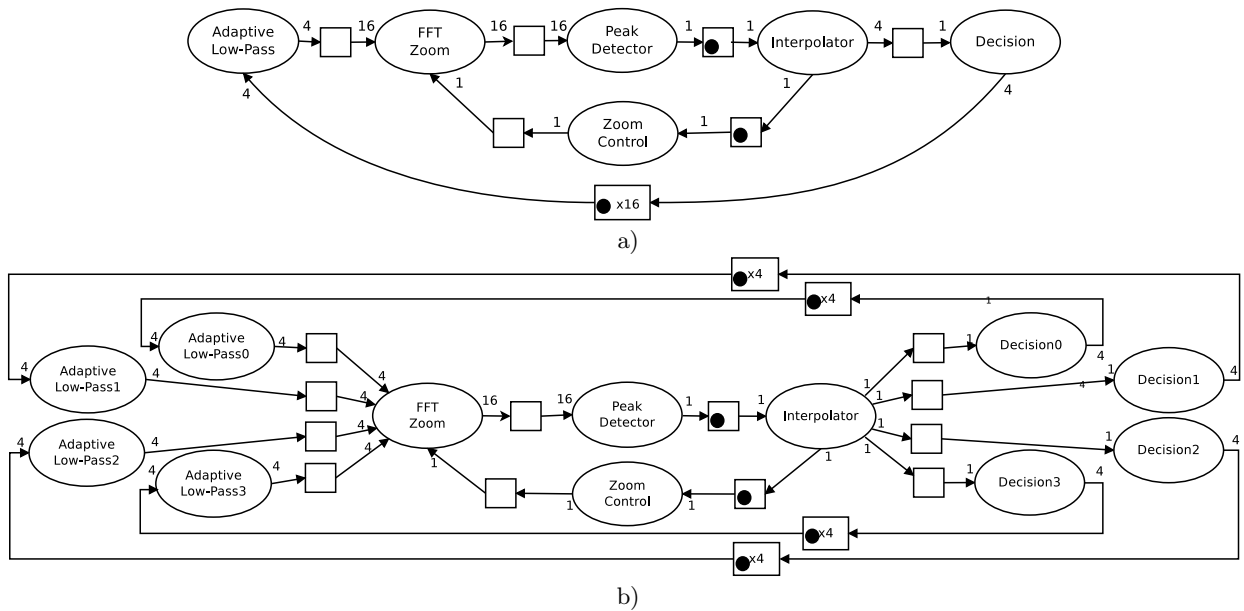 Adaptive
Low-Pass
4
16
FFT
Zoom
16
16
Peak
Detector
1
1
Interpolator
4
1
Decision
4
1
1
Zoom
Control
1
1
4
x16
a)
x4
x4
1
4
Adaptive
Low-Pass0
4
4
1
Decision0
4
4
Adaptive
Low-Pass1
4
4
4
FFT
Zoom
16
16
Peak
Detector
1
1
Interpolator
1
1
4
1
Decision1
4
4
Adaptive
Low-Pass2
4
4
1
1
Decision2
4
4
Adaptive
Low-Pass3
4
4
1
1
Zoom
Control
1
1
1
1
Decision3
4
x4
x4
b)